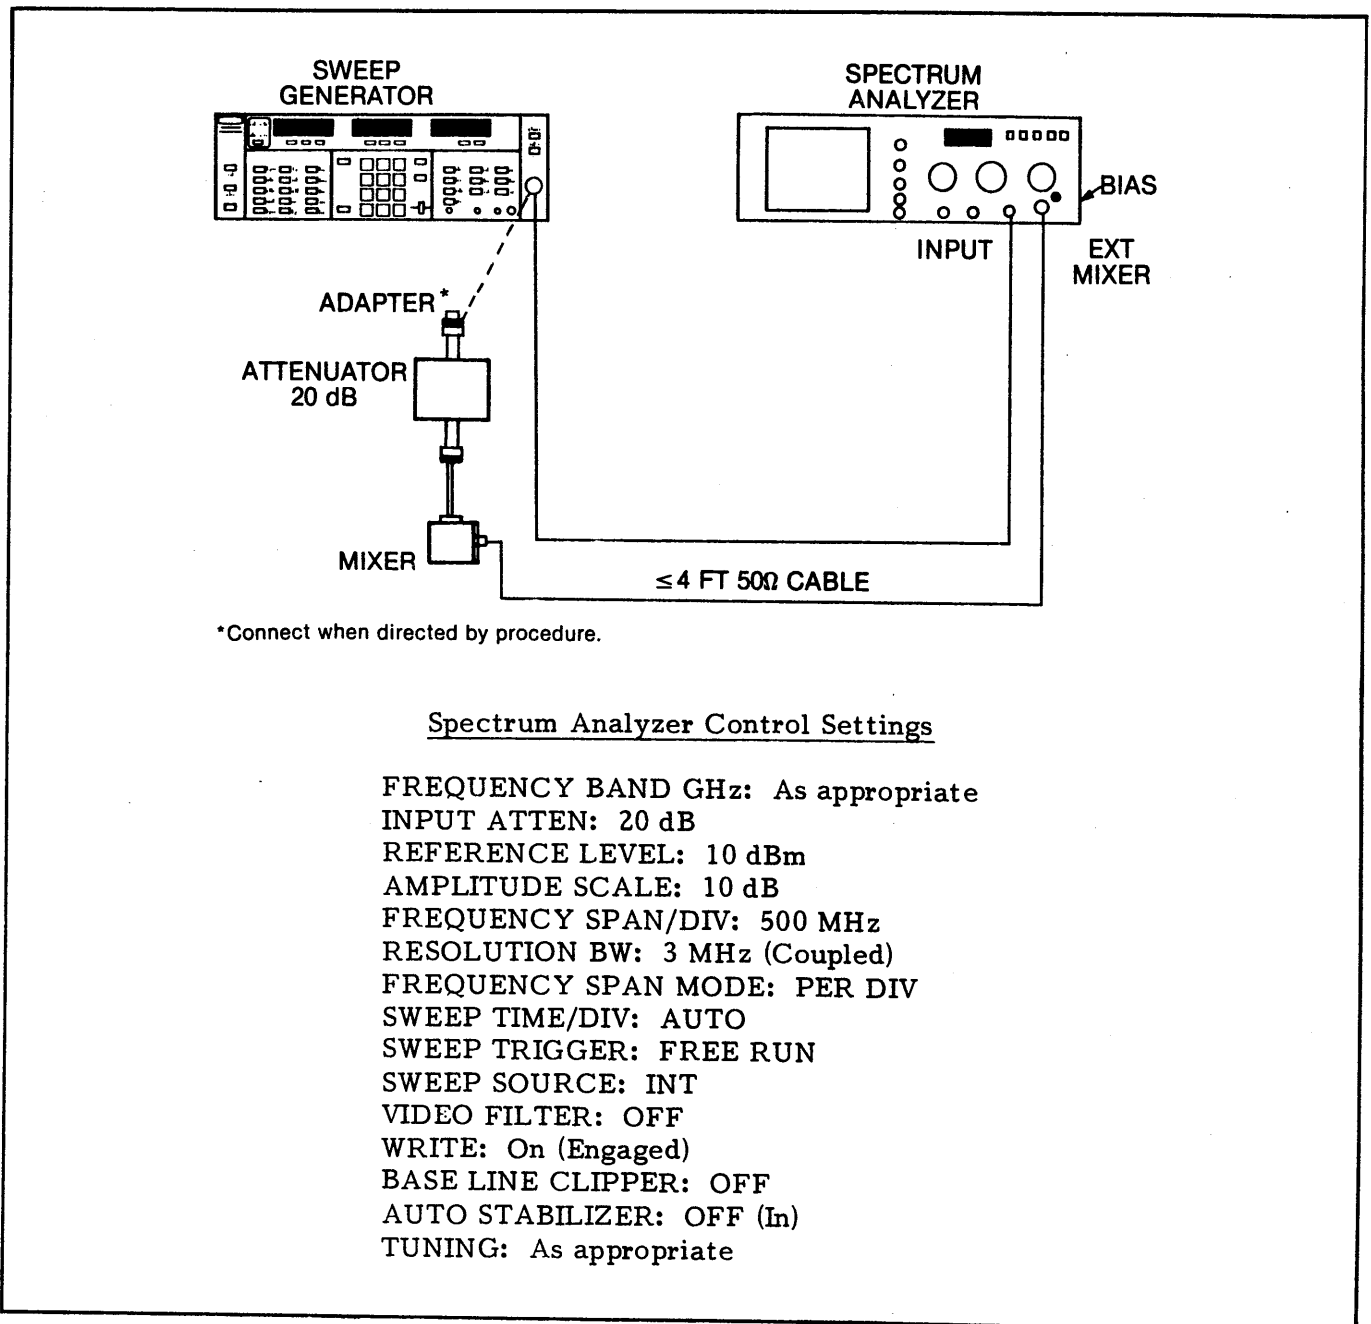 SWEEP
GENERATOR
SPECTRUM
ANALYZER
BIAS
INPUT
EXT
MIXER
ADAPTER*
ATTENUATOR
20 dB
MIXER
≤4 FT 50Ω CABLE
*Connect when directed by procedure.
Spectrum Analyzer Control Settings
FREQUENCY BAND GHz: As appropriate
INPUT ATTEN: 20 dB
REFERENCE LEVEL: 10 dBm
AMPLITUDE SCALE: 10 dB
FREQUENCY SPAN/DIV: 500 MHz
RESOLUTION BW: 3 MHz (Coupled)
FREQUENCY SPAN MODE: PER DIV
SWEEP TIME/DIV: AUTO
SWEEP TRIGGER: FREE RUN
SWEEP SOURCE: INT
VIDEO FILTER: OFF
WRITE: On (Engaged)
BASE LINE CLIPPER: OFF
AUTO STABILIZER: OFF (In)
TUNING: As appropriate